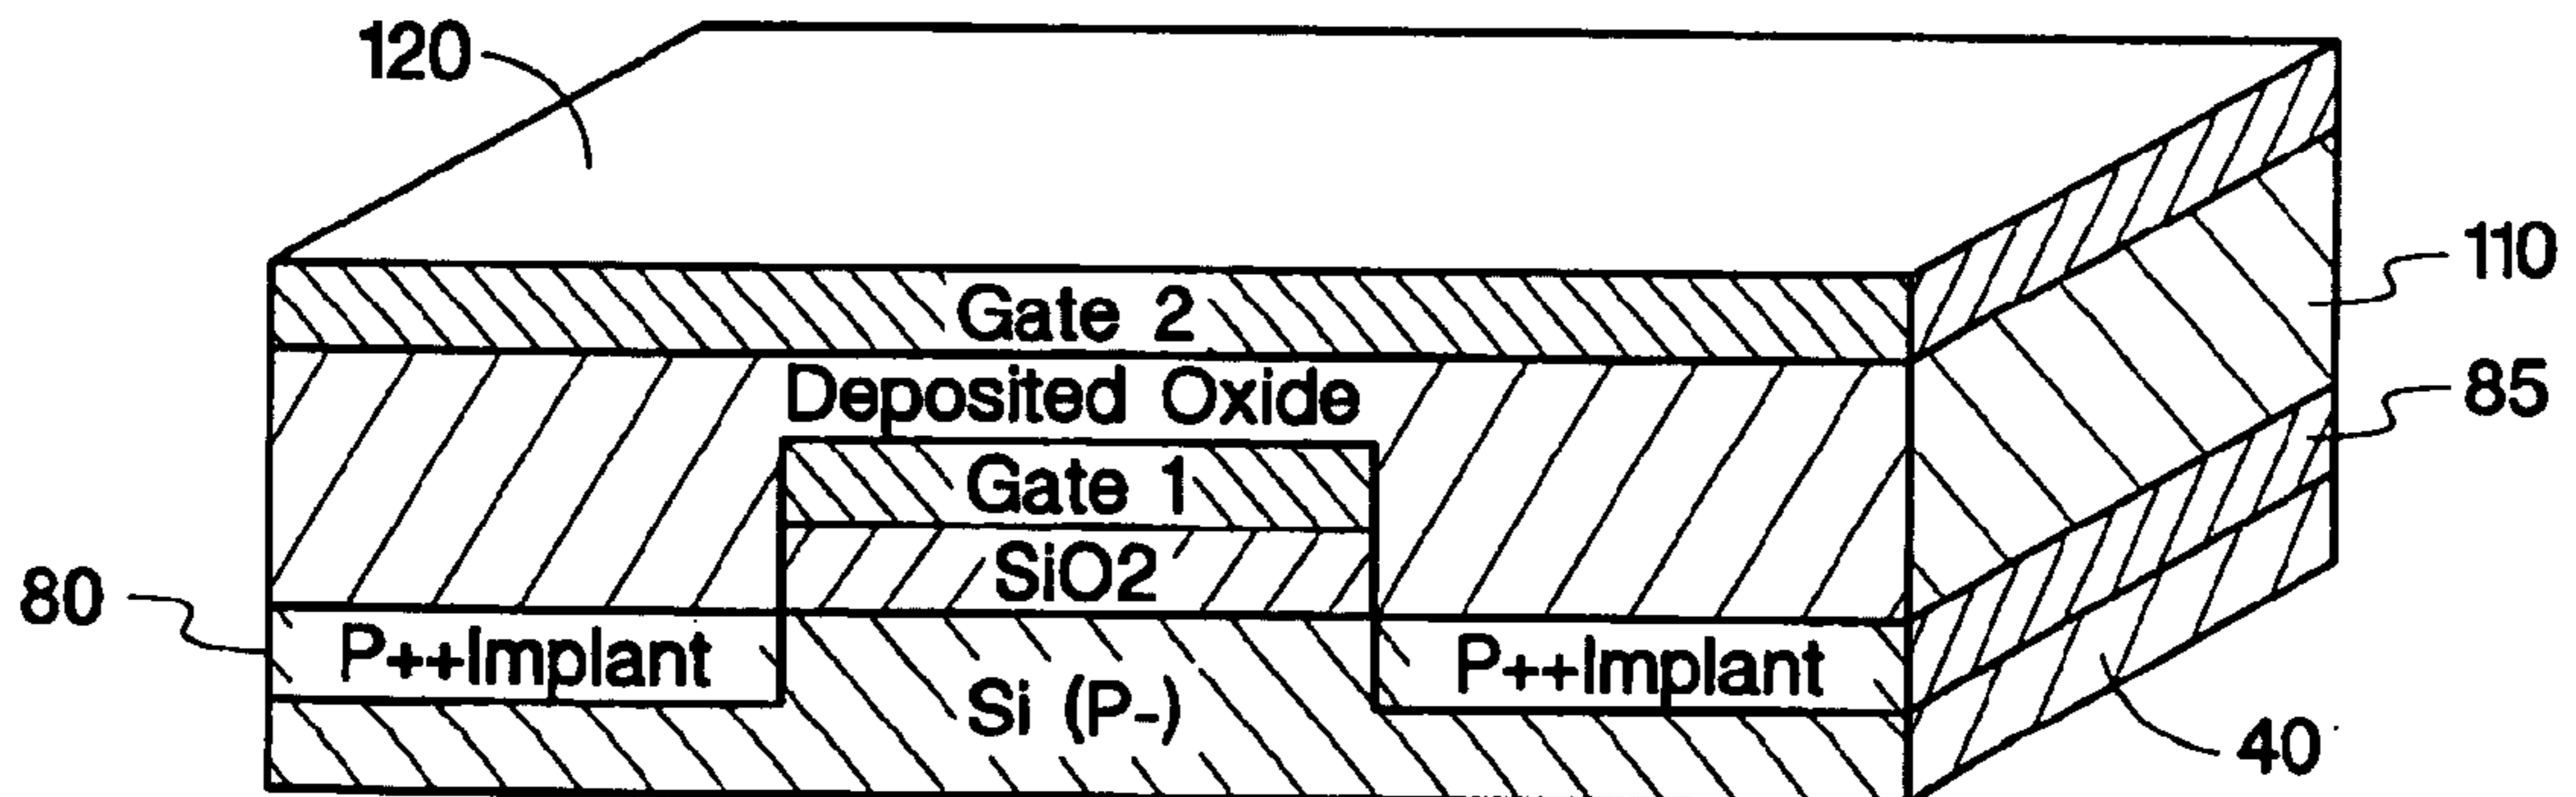 120
Gate 2
110
Deposited Oxide
85
Gate 1
SiO2
80
P++Implant
P++Implant
Si (P-)
40